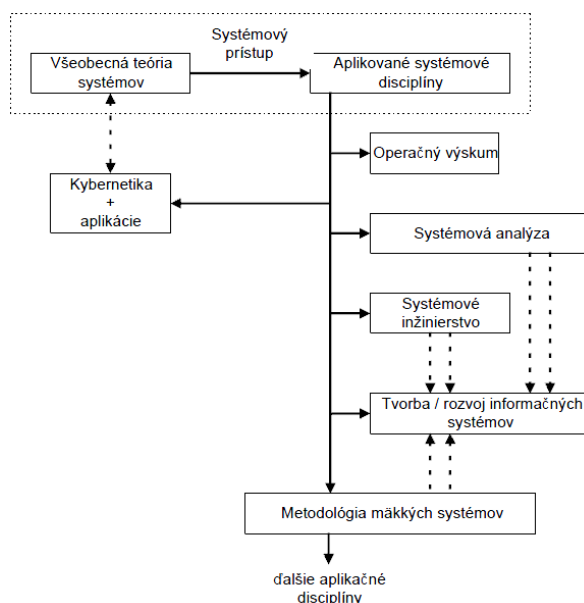 Systémový
prístup
Všeobecná teória
systémov
Aplikované systémové
disciplíny
Operačný výskum
Kybernetika
+
aplikácie
Systémová analýza
Systémové
inžinierstvo
Tvorba / rozvoj informačných
systémov
Metodológia mäkkých systémov
ďalšie aplikačné
disciplíny